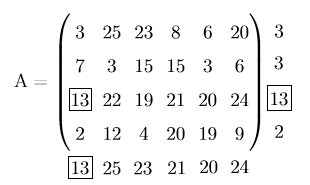 3 25 23 8 6 20 3
7 3 15 15 3 6 3
A = 13 22 19 21 20 24 13
2 12 4 20 19 9 2
13 25 23 21 20 24